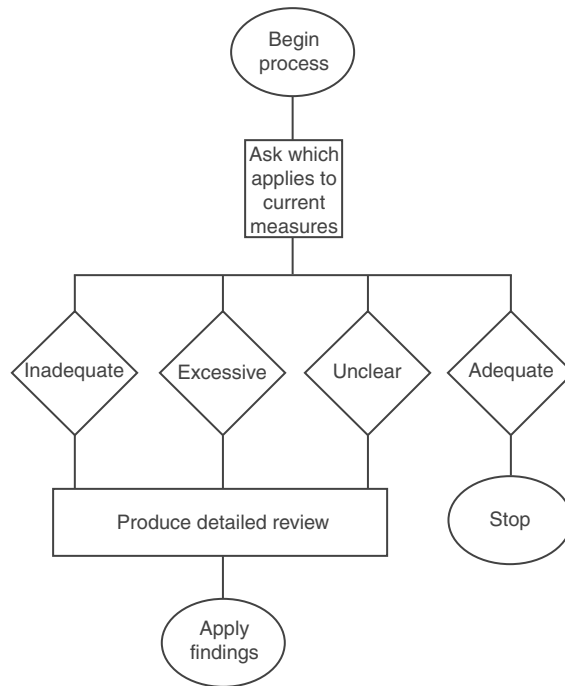 Begin
process
Ask which
applies to
current
measures
Inadequate
Excessive
Unclear
Adequate
Produce detailed review
Stop
Apply
findings